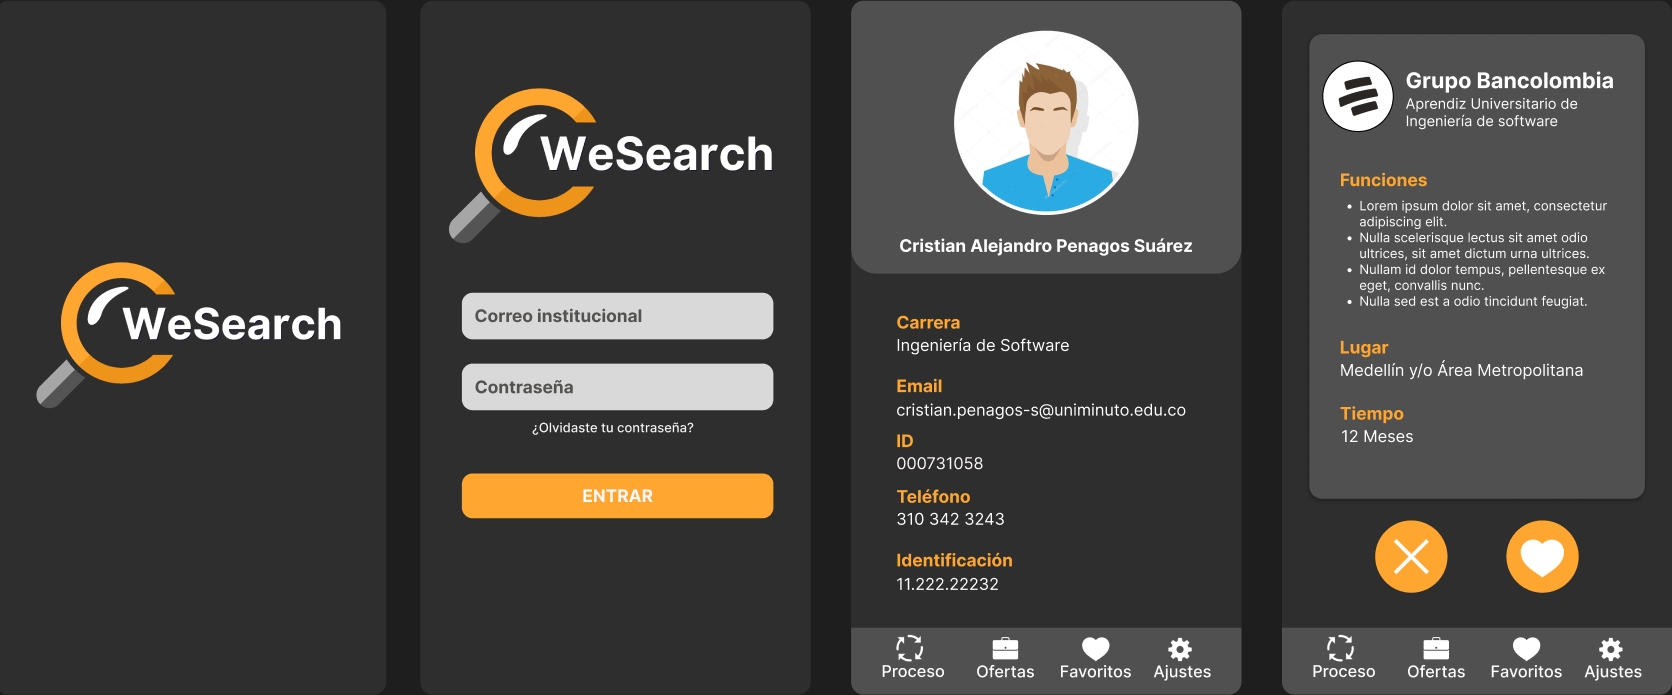 WeSearch
WeSearch
Correo institucional
Contraseña
¿Olvidaste tu contraseña?
ENTRAR
Cristian Alejandro Penagos Suárez
Carrera
Ingeniería de Software
Email
cristian.penagos-s@uniminuto.edu.co
ID
000731058
Teléfono
310 342 3243
Identificación
11.222.22232
Proceso
Ofertas
Favoritos
Ajustes
Grupo Bancolombia
Aprendiz Universitario de
Ingeniería de software
Funciones
• Lorem ipsum dolor sit amet, consectetur
adipiscing elit.
• Nulla scelerisque lectus sit amet odio
ultrices, sit amet dictum urna ultrices.
• Nullam id dolor tempus, pellentesque ex
eget, convallis nunc.
• Nulla sed est a odio tincidunt feugiat.
Lugar
Medellín y/o Área Metropolitana
Tiempo
12 Meses
Proceso
Ofertas
Favoritos
Ajustes